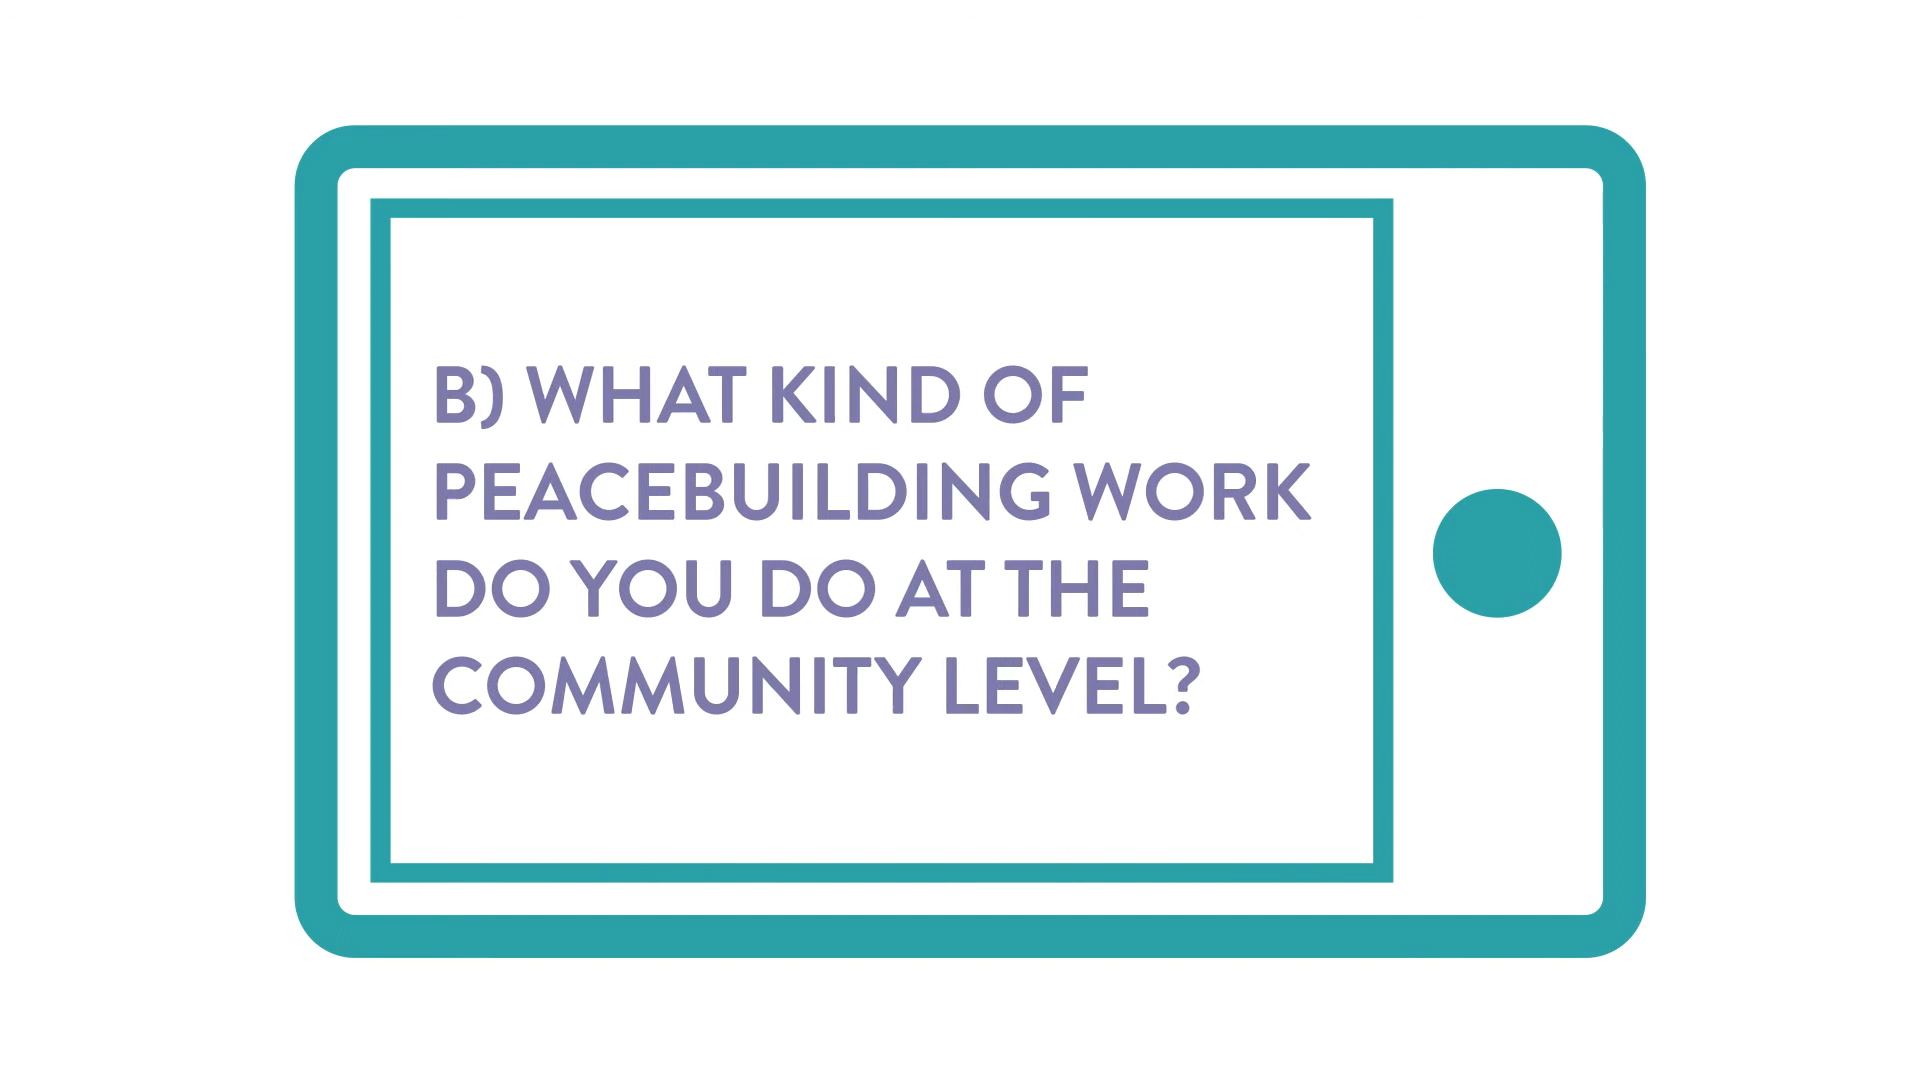 B) WHAT KIND OF
PEACEBUILDING WORK
DO YOU DO AT THE
COMMUNITY LEVEL?